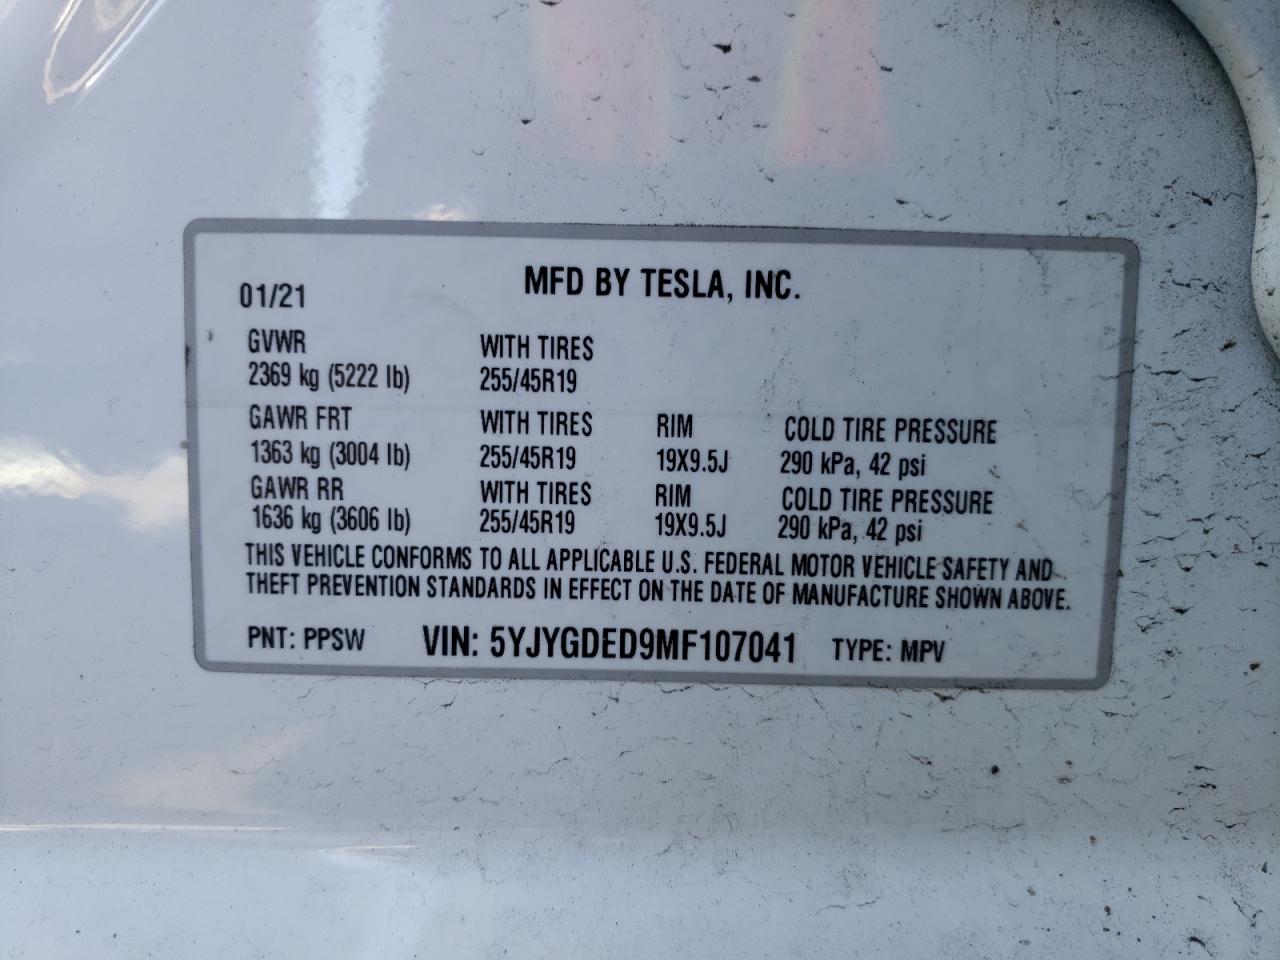 MFD BY TESLA, INC.
01/21
GVWR WITH TIRES
2369 kg (5222 lb) 255/45R19
GAWR FRT WITH TIRES RIM COLD TIRE PRESSURE
1363 kg (3004 lb) 255/45R19 19X9.5J 290 kPa, 42 psi
GAWR RR WITH TIRES RIM COLD TIRE PRESSURE
1636 kg (3606 lb) 255/45R19 19X9.5J 290 kPa, 42 psi
THIS VEHICLE CONFORMS TO ALL APPLICABLE U.S. FEDERAL MOTOR VEHICLE SAFETY AND
THEFT PREVENTION STANDARDS IN EFFECT ON THE DATE OF MANUFACTURE SHOWN ABOVE.
PNT: PPSW VIN: 5YJYGDED9MF107041 TYPE: MPV